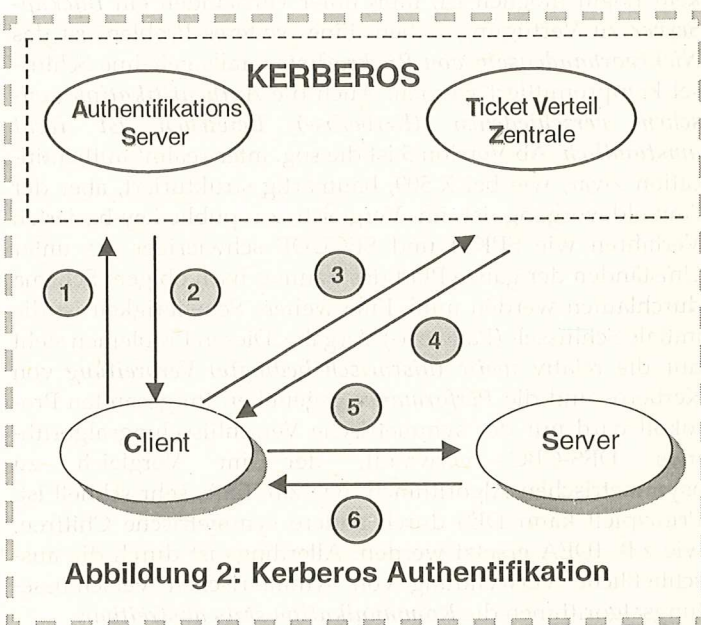 KERBEROS
Authentifikations
Server
Ticket Verteil
Zentrale
1
2
3
4
5
6
Client
Server
Abbildung 2: Kerberos Authentifikation